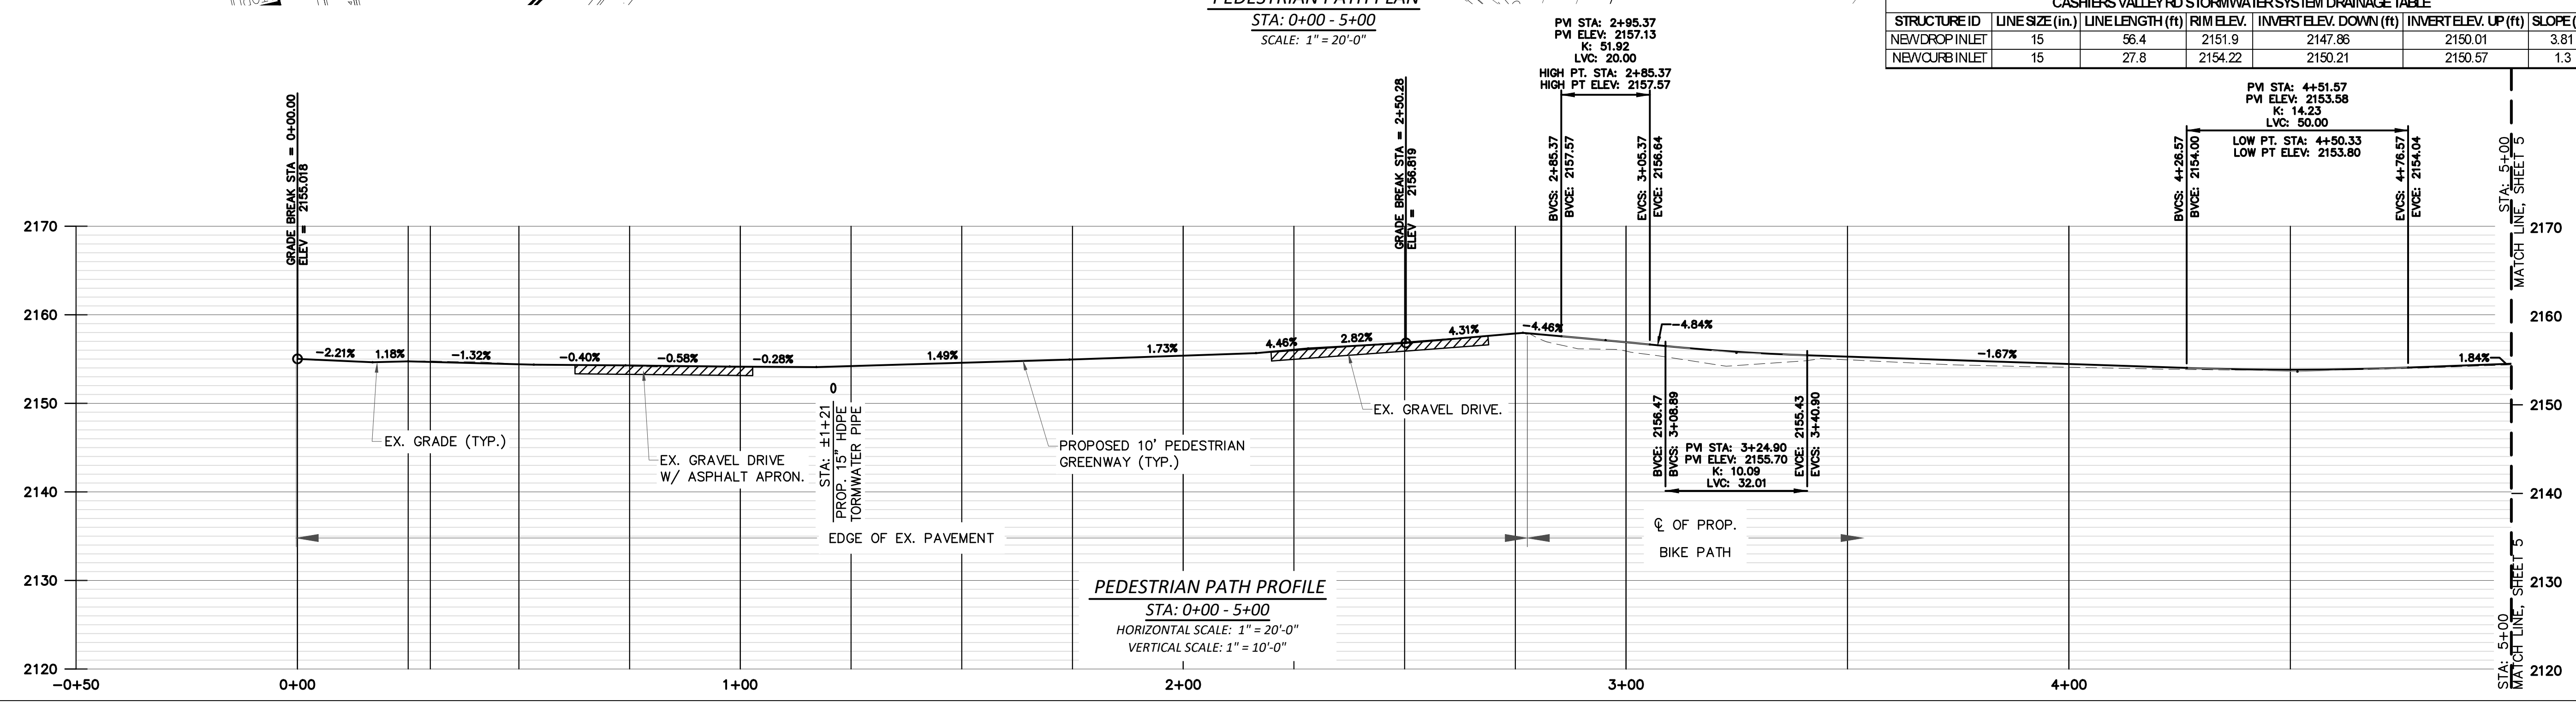 PEDESTRIAN PATH PLAN
STA: 0+00 - 5+00
SCALE: 1" = 20'-0"
CASHIERS VALLEY RD STORMWATER SYSTEM DRAINAGE TABLE
STRUCTURE ID LINE SIZE (in.) LINE LENGTH (ft) RIM ELEV. INVERT ELEV. DOWN (ft) INVERT ELEV. UP (ft) SLOPE (
NEW DROP INLET 15 56.4 2151.9 2147.86 2150.01 3.81
NEW CURB INLET 15 27.8 2154.22 2150.21 2150.57 1.3
GRADE BREAK STA = 0+00.00
ELEV = 2155.018
GRADE BREAK STA = 2+50.28
ELEV = 2156.819
PVI STA: 2+95.37
PVI ELEV: 2157.13
K: 51.92
LVC: 20.00
HIGH PT. STA: 2+85.37
HIGH PT ELEV: 2157.57
BVCS: 2+85.37
BVCE: 2157.57
EVCS: 3+05.37
EVCE: 2156.64
PVI STA: 4+51.57
PVI ELEV: 2153.58
K: 14.23
LVC: 50.00
LOW PT. STA: 4+50.33
LOW PT ELEV: 2153.80
BVCS: 4+26.57
BVCE: 2154.00
EVCS: 4+76.57
EVCE: 2154.04
STA: 5+00
MATCH LINE, SHEET 5
2170
2160
2150
2140
2130
2120
2170
2160
2150
2140
2130
2120
-2.21%
1.18%
-1.32%
-0.40%
-0.58%
-0.28%
1.49%
1.73%
4.46%
2.82%
4.31%
-4.46%
-4.84%
-1.67%
1.84%
EX. GRADE (TYP.)
EX. GRAVEL DRIVE
W/ ASPHALT APRON.
STA: ±1+21
PROP. 15" HDPE
TORMWATER PIPE
PROPOSED 10' PEDESTRIAN
GREENWAY (TYP.)
EX. GRAVEL DRIVE.
BVCE: 2156.47
BVCS: 3+08.89
PVI STA: 3+24.90
PVI ELEV: 2155.70
K: 10.09
LVC: 32.01
EVCE: 2155.43
EVCS: 3+40.90
EDGE OF EX. PAVEMENT
℄ OF PROP.
BIKE PATH
STA: 5+00
MATCH LINE, SHEET 5
PEDESTRIAN PATH PROFILE
STA: 0+00 - 5+00
HORIZONTAL SCALE: 1" = 20'-0"
VERTICAL SCALE: 1" = 10'-0"
-0+50
0+00
1+00
2+00
3+00
4+00